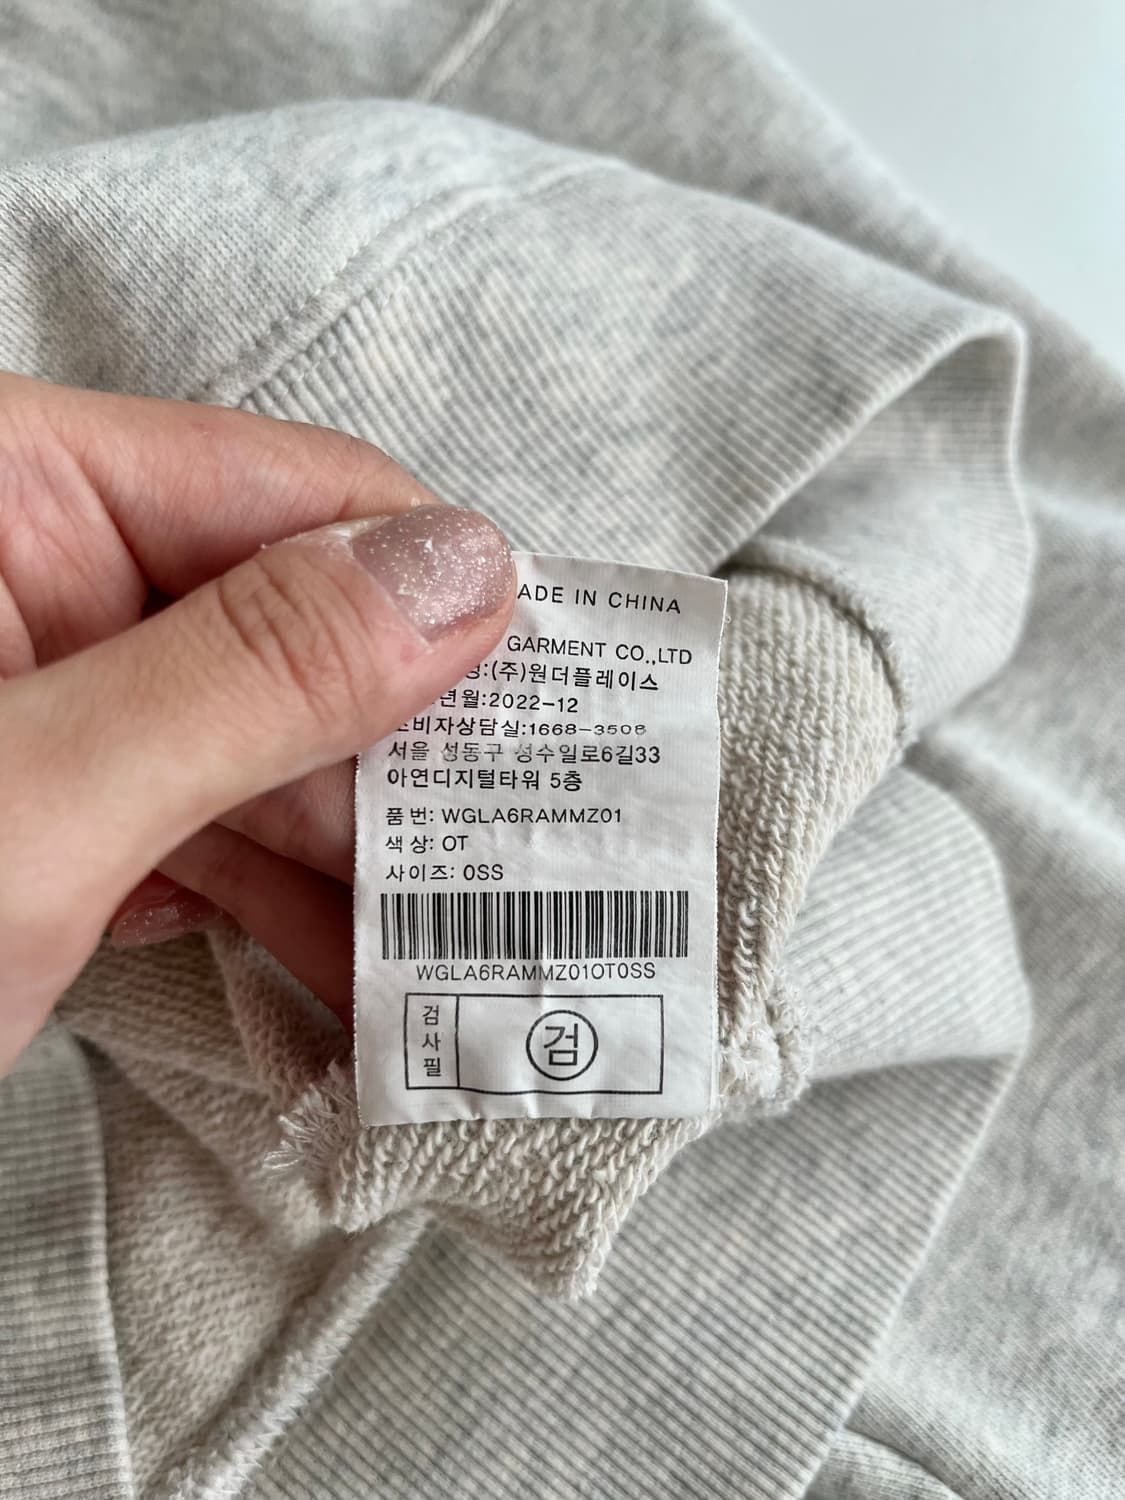 ADE IN CHINA
GARMENT CO.,LTD
명:(주)원더플레이스
년월:2022-12
소비자상담실:1668-3506
서울 성동구 성수일로6길33
아연디지털타워 5층
품번: WGLA6RAMMZ01
색상: OT
사이즈: 0SS
WGLA6RAMMZ01OT0SS
검사필
검